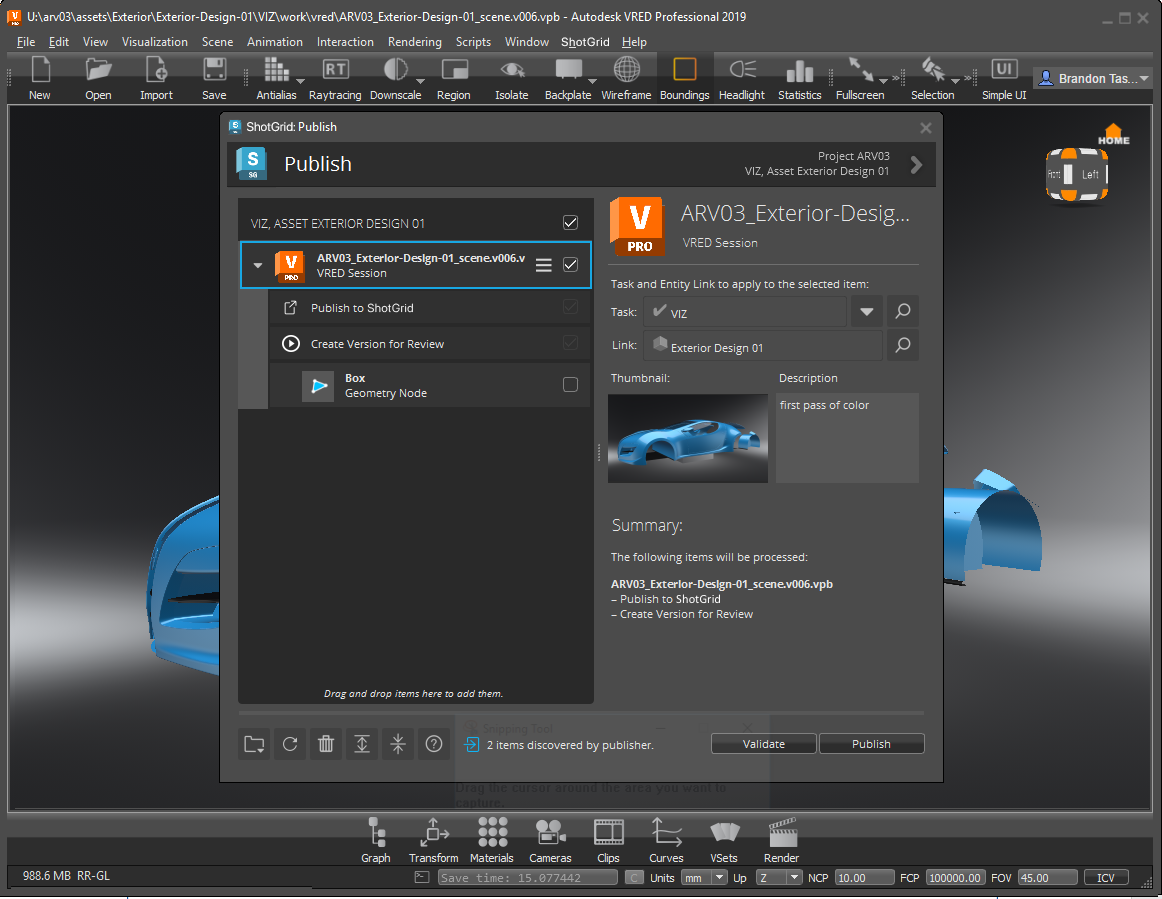 U:\arv03\assets\Exterior\Exterior-Design-01\VIZ\work\vred\ARV03_Exterior-Design-01_scene.v006.vpb - Autodesk VRED Professional 2019
File Edit View Visualization Scene Animation Interaction Rendering Scripts Window ShotGrid Help
RT UI
New Open Import Save Antialias Raytracing Downscale Region Isolate Backplate Wireframe Boundings Headlight Statistics Fullscreen Selection Simple UI Brandon Tas...
ShotGrid: Publish
HOME
Front Left
S SG
Publish
Project ARV03
VIZ, Asset Exterior Design 01
VIZ, ASSET EXTERIOR DESIGN 01
V PRO
ARV03_Exterior-Design-01_scene.v006.v
VRED Session
Publish to ShotGrid
Create Version for Review
Box
Geometry Node
Drag and drop items here to add them.
V PRO
ARV03_Exterior-Desig...
VRED Session
Task and Entity Link to apply to the selected item:
Task: VIZ
Link: Exterior Design 01
Thumbnail: Description
first pass of color
Summary:
The following items will be processed:
ARV03_Exterior-Design-01_scene.v006.vpb
– Publish to ShotGrid
– Create Version for Review
Snipping Tool
2 items discovered by publisher.
Validate Publish
Drag the cursor around the area you want to
capture.
Graph Transform Materials Cameras Clips Curves VSets Render
988.6 MB RR-GL Save time: 15.077442 C Units mm Up Z NCP 10.00 FCP 100000.00 FOV 45.00 ICV